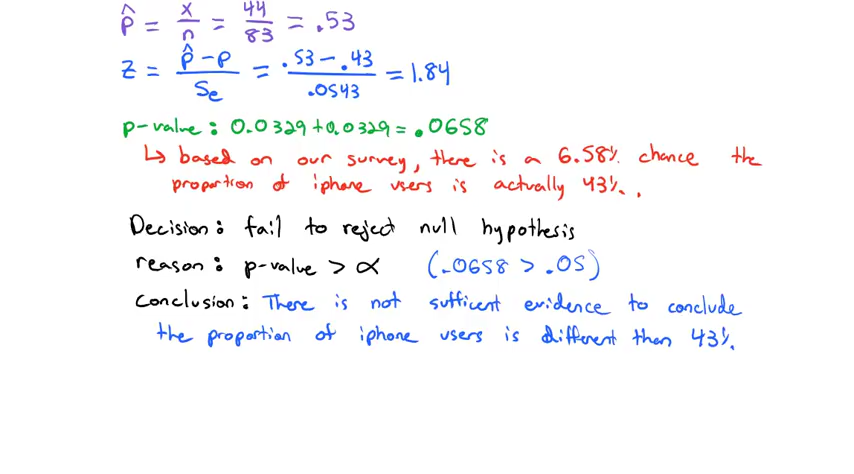 p̂ = x/n = 44/83 = .53
Z = (p̂ - p)/Se = (.53 - .43)/.0543 = 1.84
p-value: 0.0329 + 0.0329 = .0658
↳ based on our survey, there is a 6.58% chance the
proportion of iphone users is actually 43%.
Decision: fail to reject null hypothesis
reason: p-value > α (.0658 > .05)
Conclusion: There is not sufficent evidence to conclude
the proportion of iphone users is different than 43%.